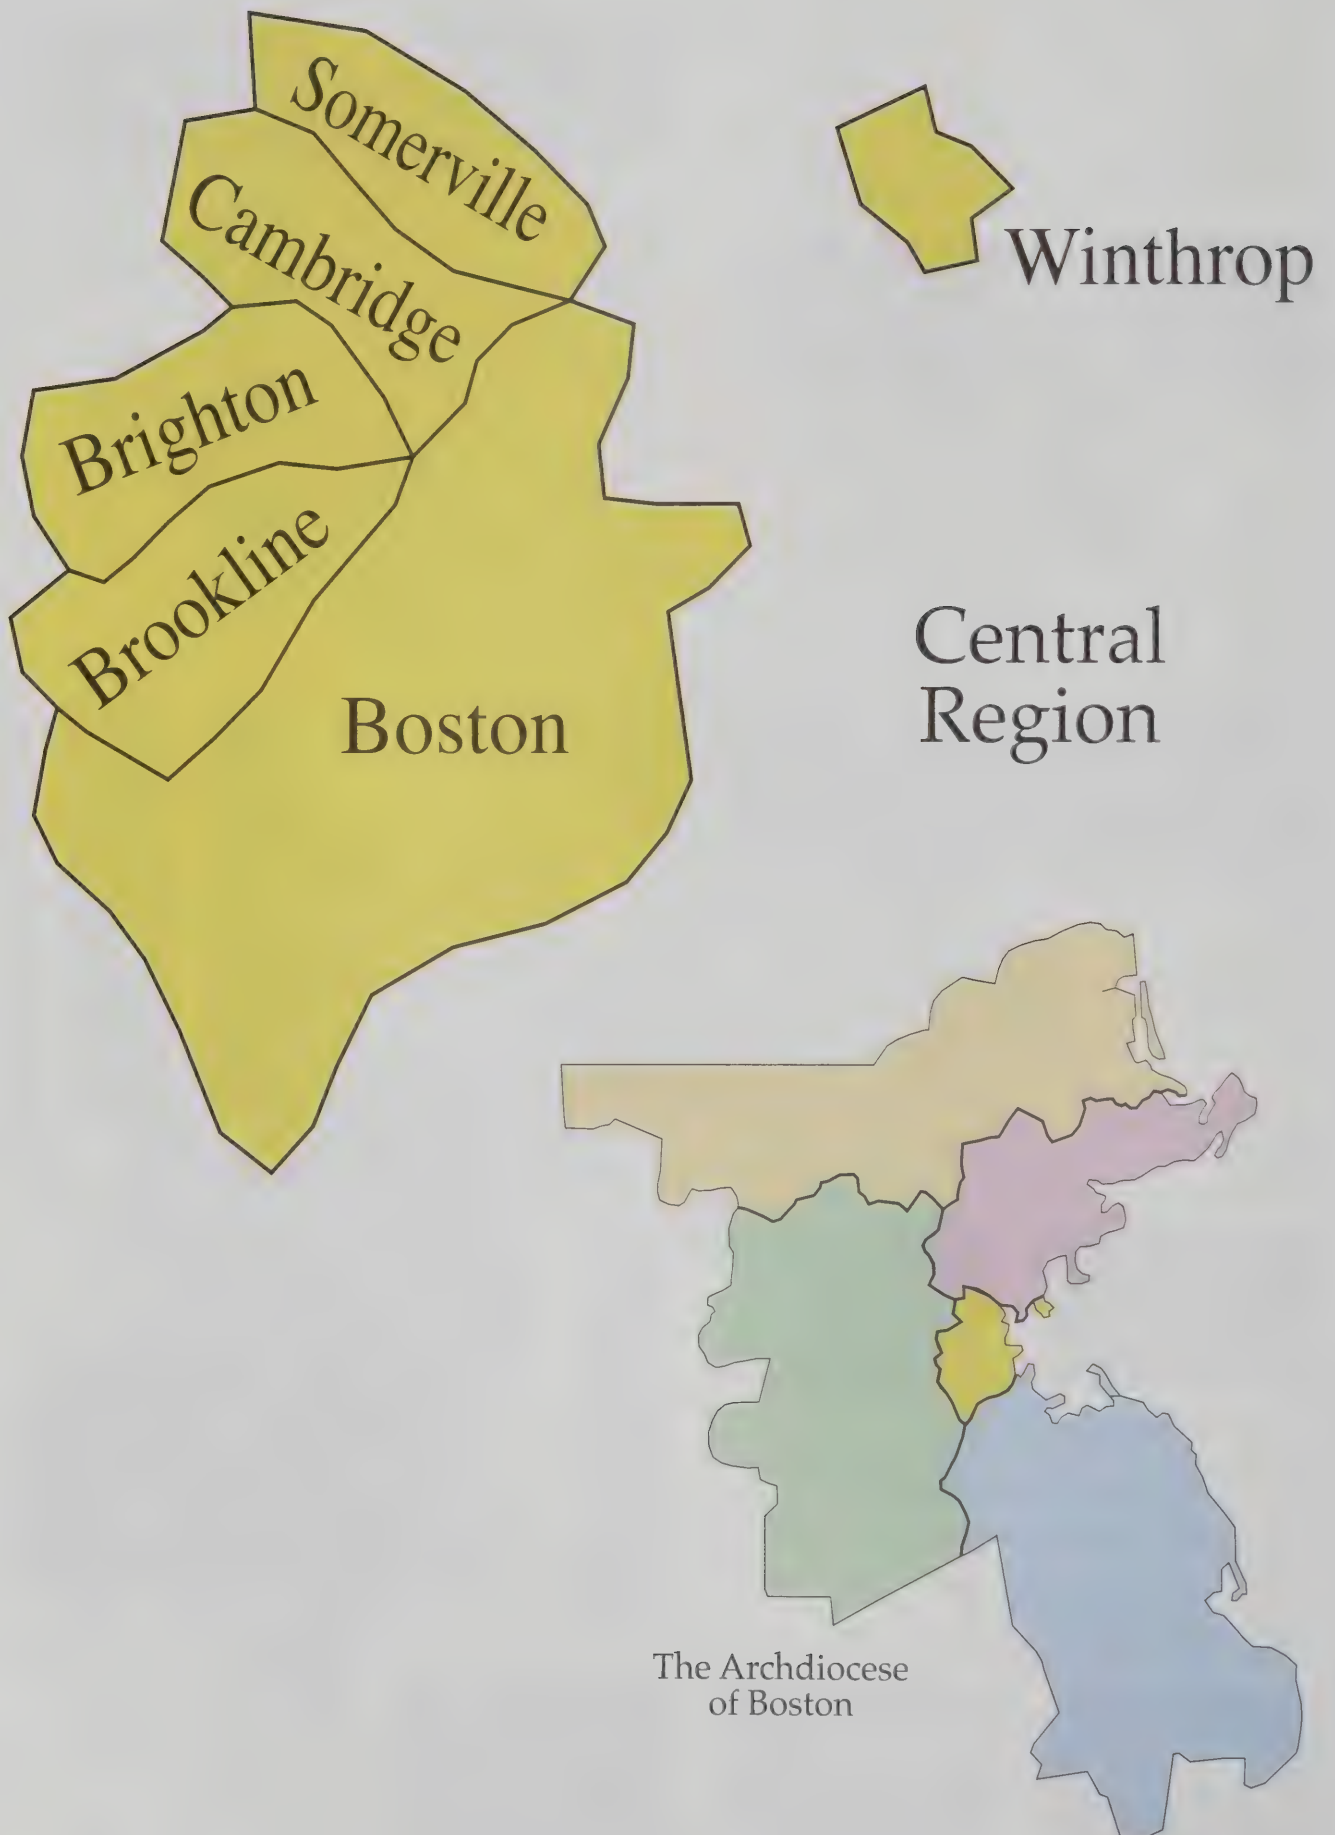 Somerville
Winthrop
Cambridge
Brighton
Brookline
Central
Region
Boston
The Archdiocese
of Boston